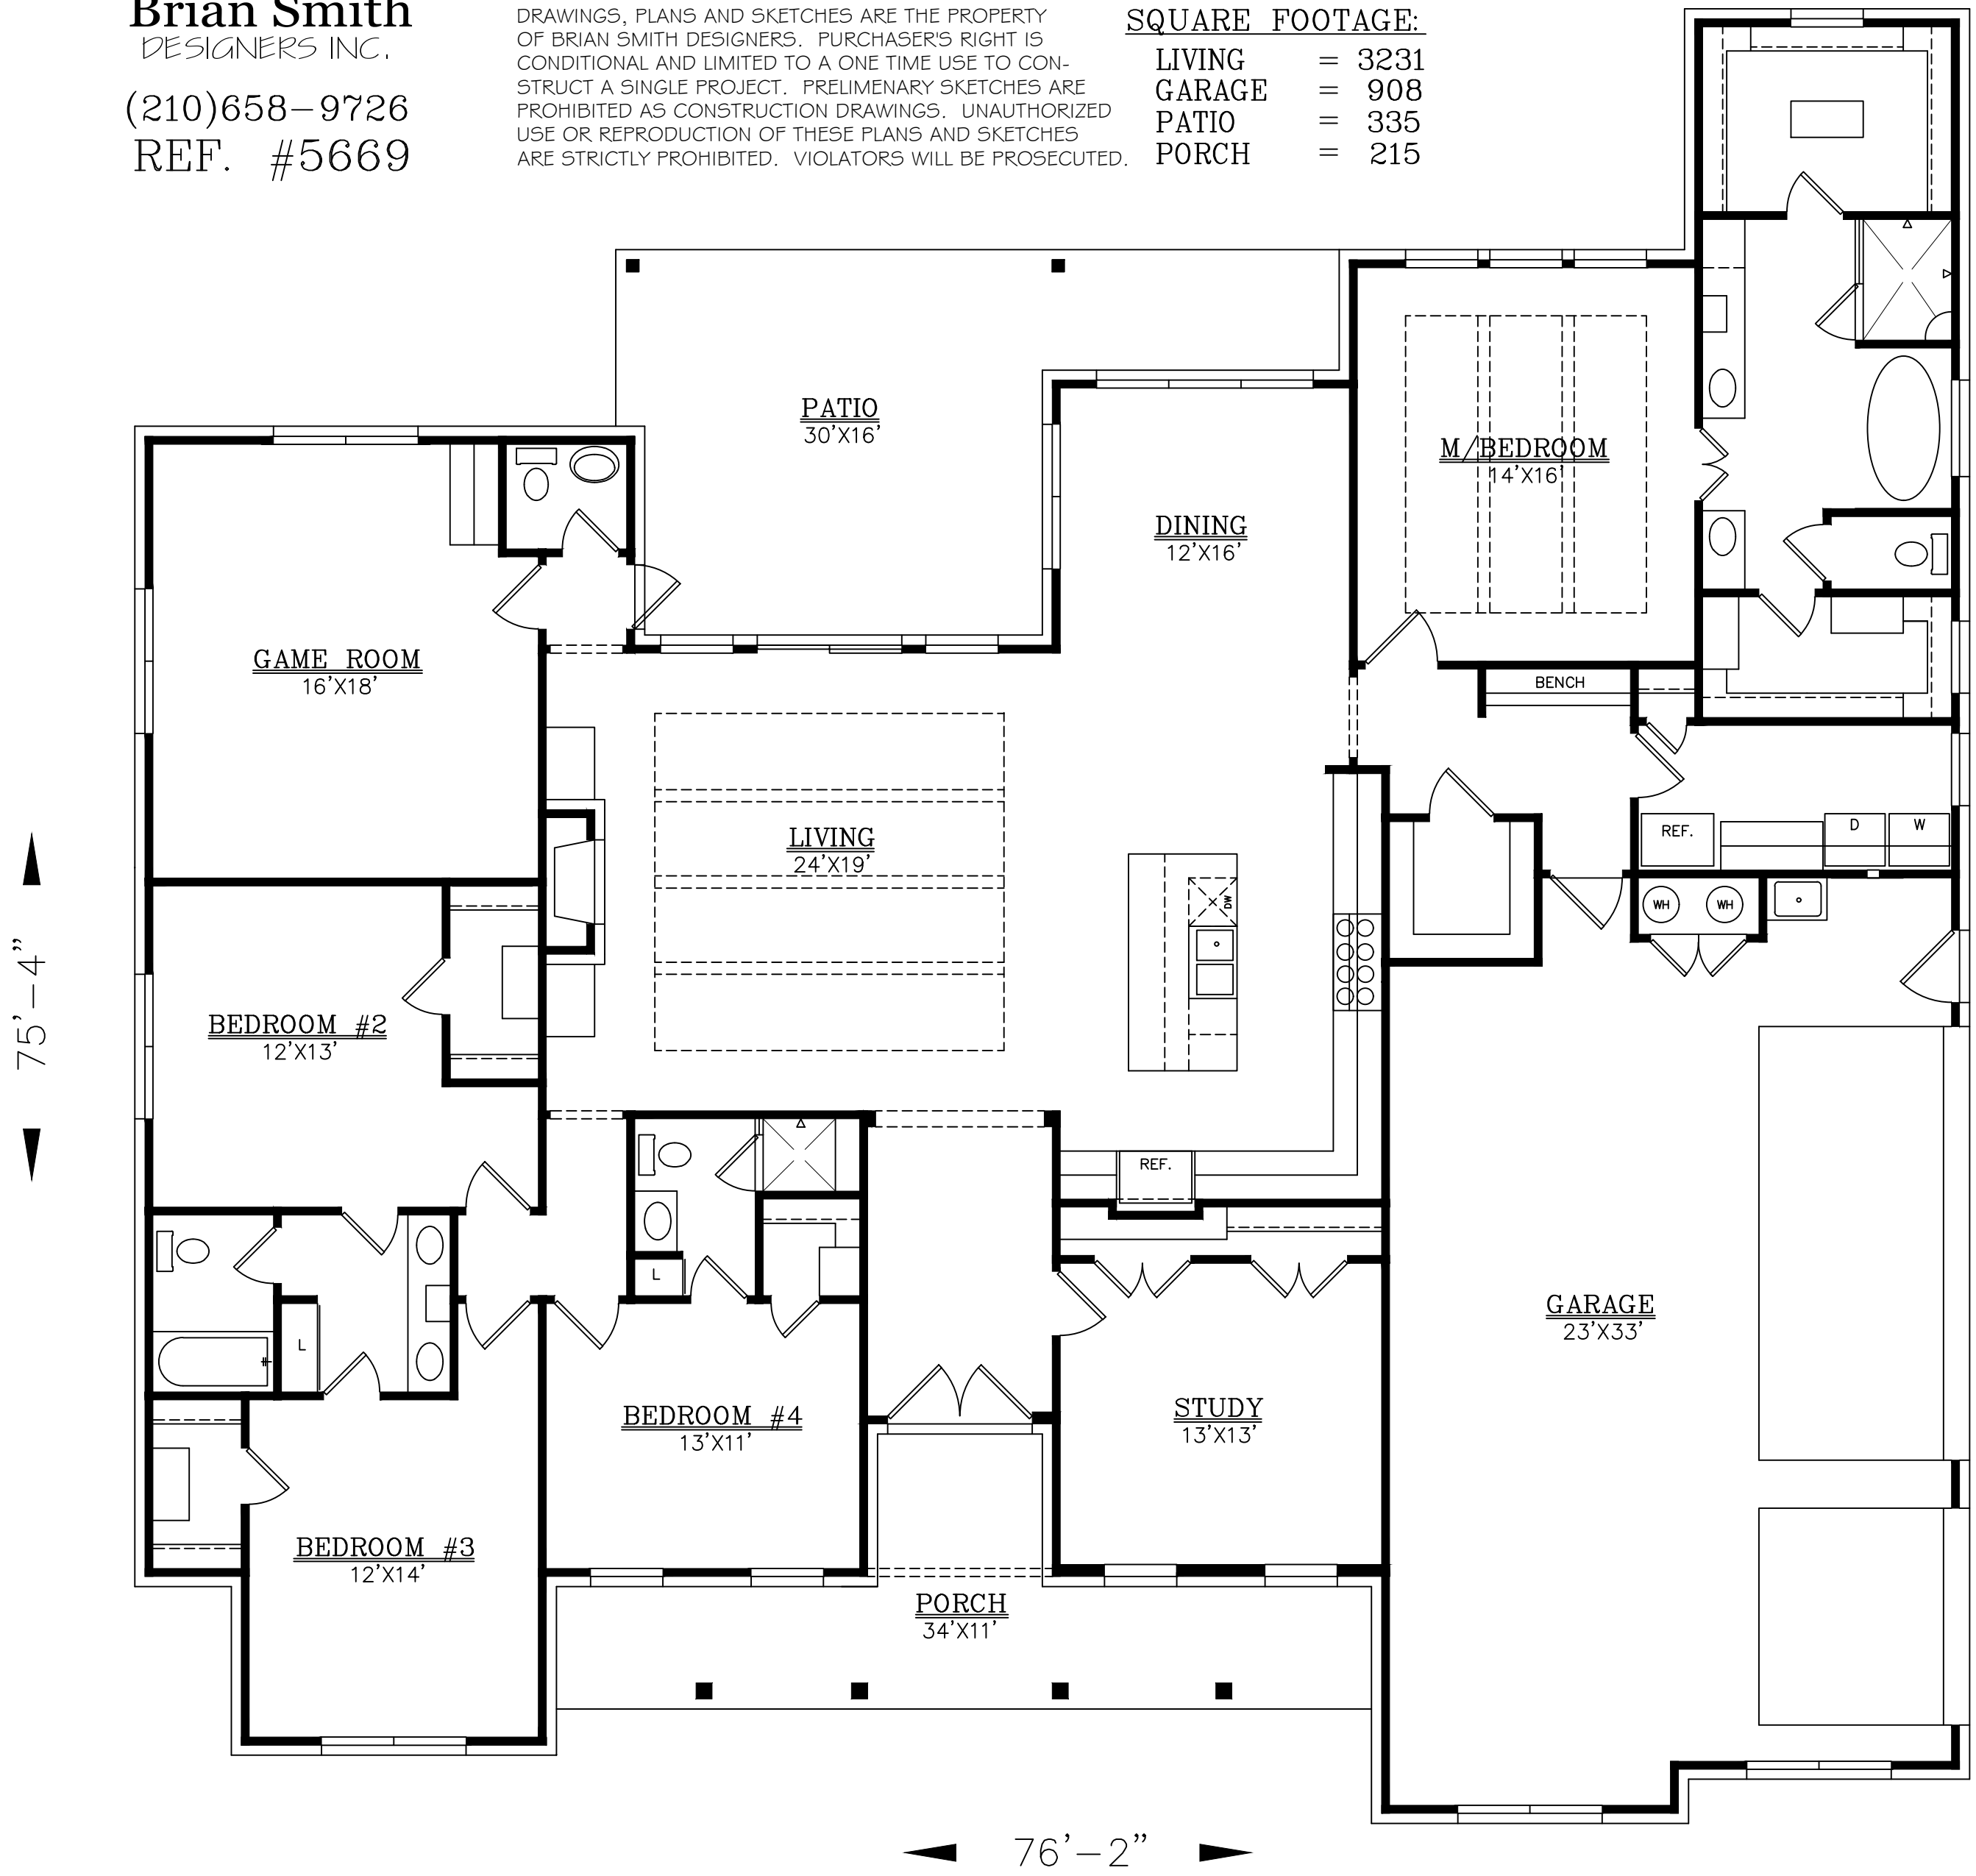 Brian Smith
DESIGNERS INC.
(210)658-9726
REF. #5669
DRAWINGS, PLANS AND SKETCHES ARE THE PROPERTY
OF BRIAN SMITH DESIGNERS. PURCHASER'S RIGHT IS
CONDITIONAL AND LIMITED TO A ONE TIME USE TO CON-
STRUCT A SINGLE PROJECT. PRELIMENARY SKETCHES ARE
PROHIBITED AS CONSTRUCTION DRAWINGS. UNAUTHORIZED
USE OR REPRODUCTION OF THESE PLANS AND SKETCHES
ARE STRICTLY PROHIBITED. VIOLATORS WILL BE PROSECUTED.
SQUARE FOOTAGE:
LIVING = 3231
GARAGE = 908
PATIO = 335
PORCH = 215
PATIO
30'X16'
M/BEDROOM
14'X16'
DINING
12'X16'
GAME ROOM
16'X18'
BENCH
LIVING
24'X19'
REF.
D
W
DW
WH
WH
75'-4"
BEDROOM #2
12'X13'
REF.
L
L
GARAGE
23'X33'
BEDROOM #4
13'X11'
STUDY
13'X13'
BEDROOM #3
12'X14'
PORCH
34'X11'
76'-2"